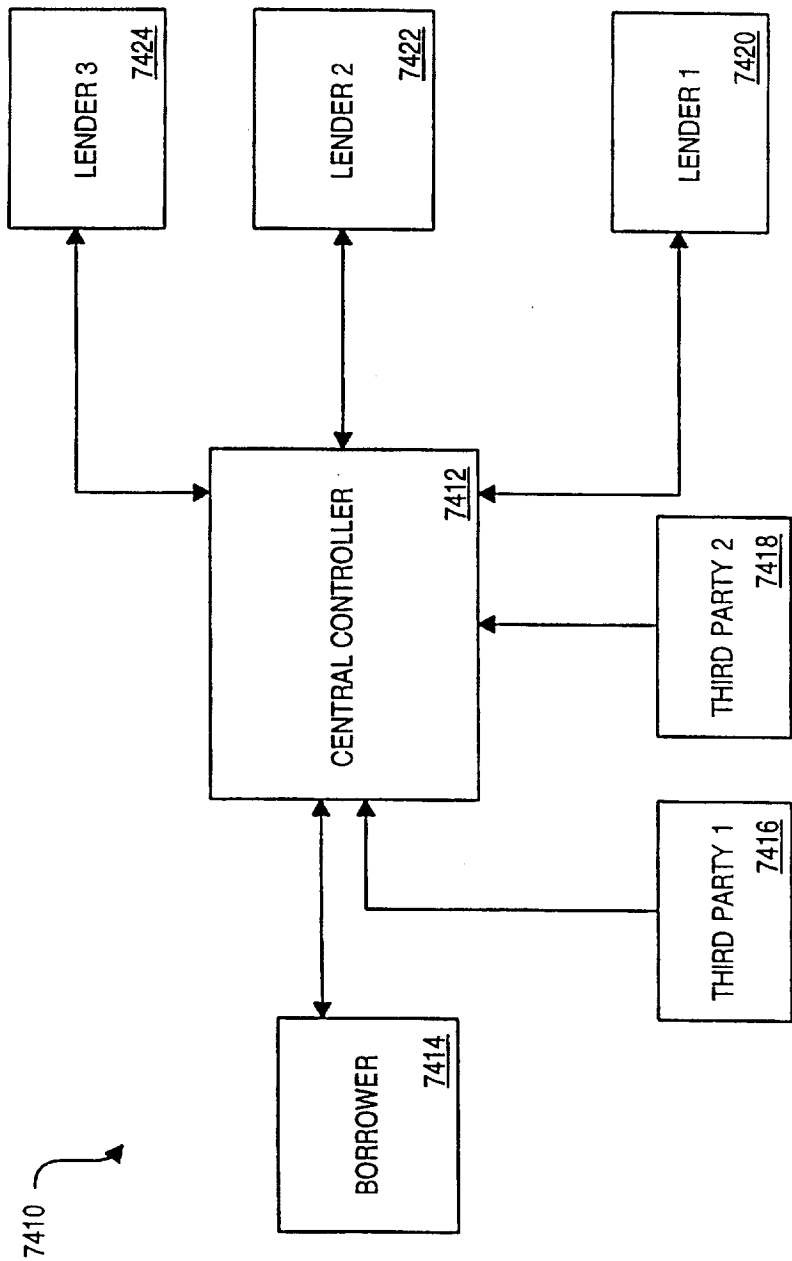 7410
BORROWER
7414
CENTRAL CONTROLLER
7412
LENDER 3
7424
LENDER 2
7422
LENDER 1
7420
THIRD PARTY 1
7416
THIRD PARTY 2
7418